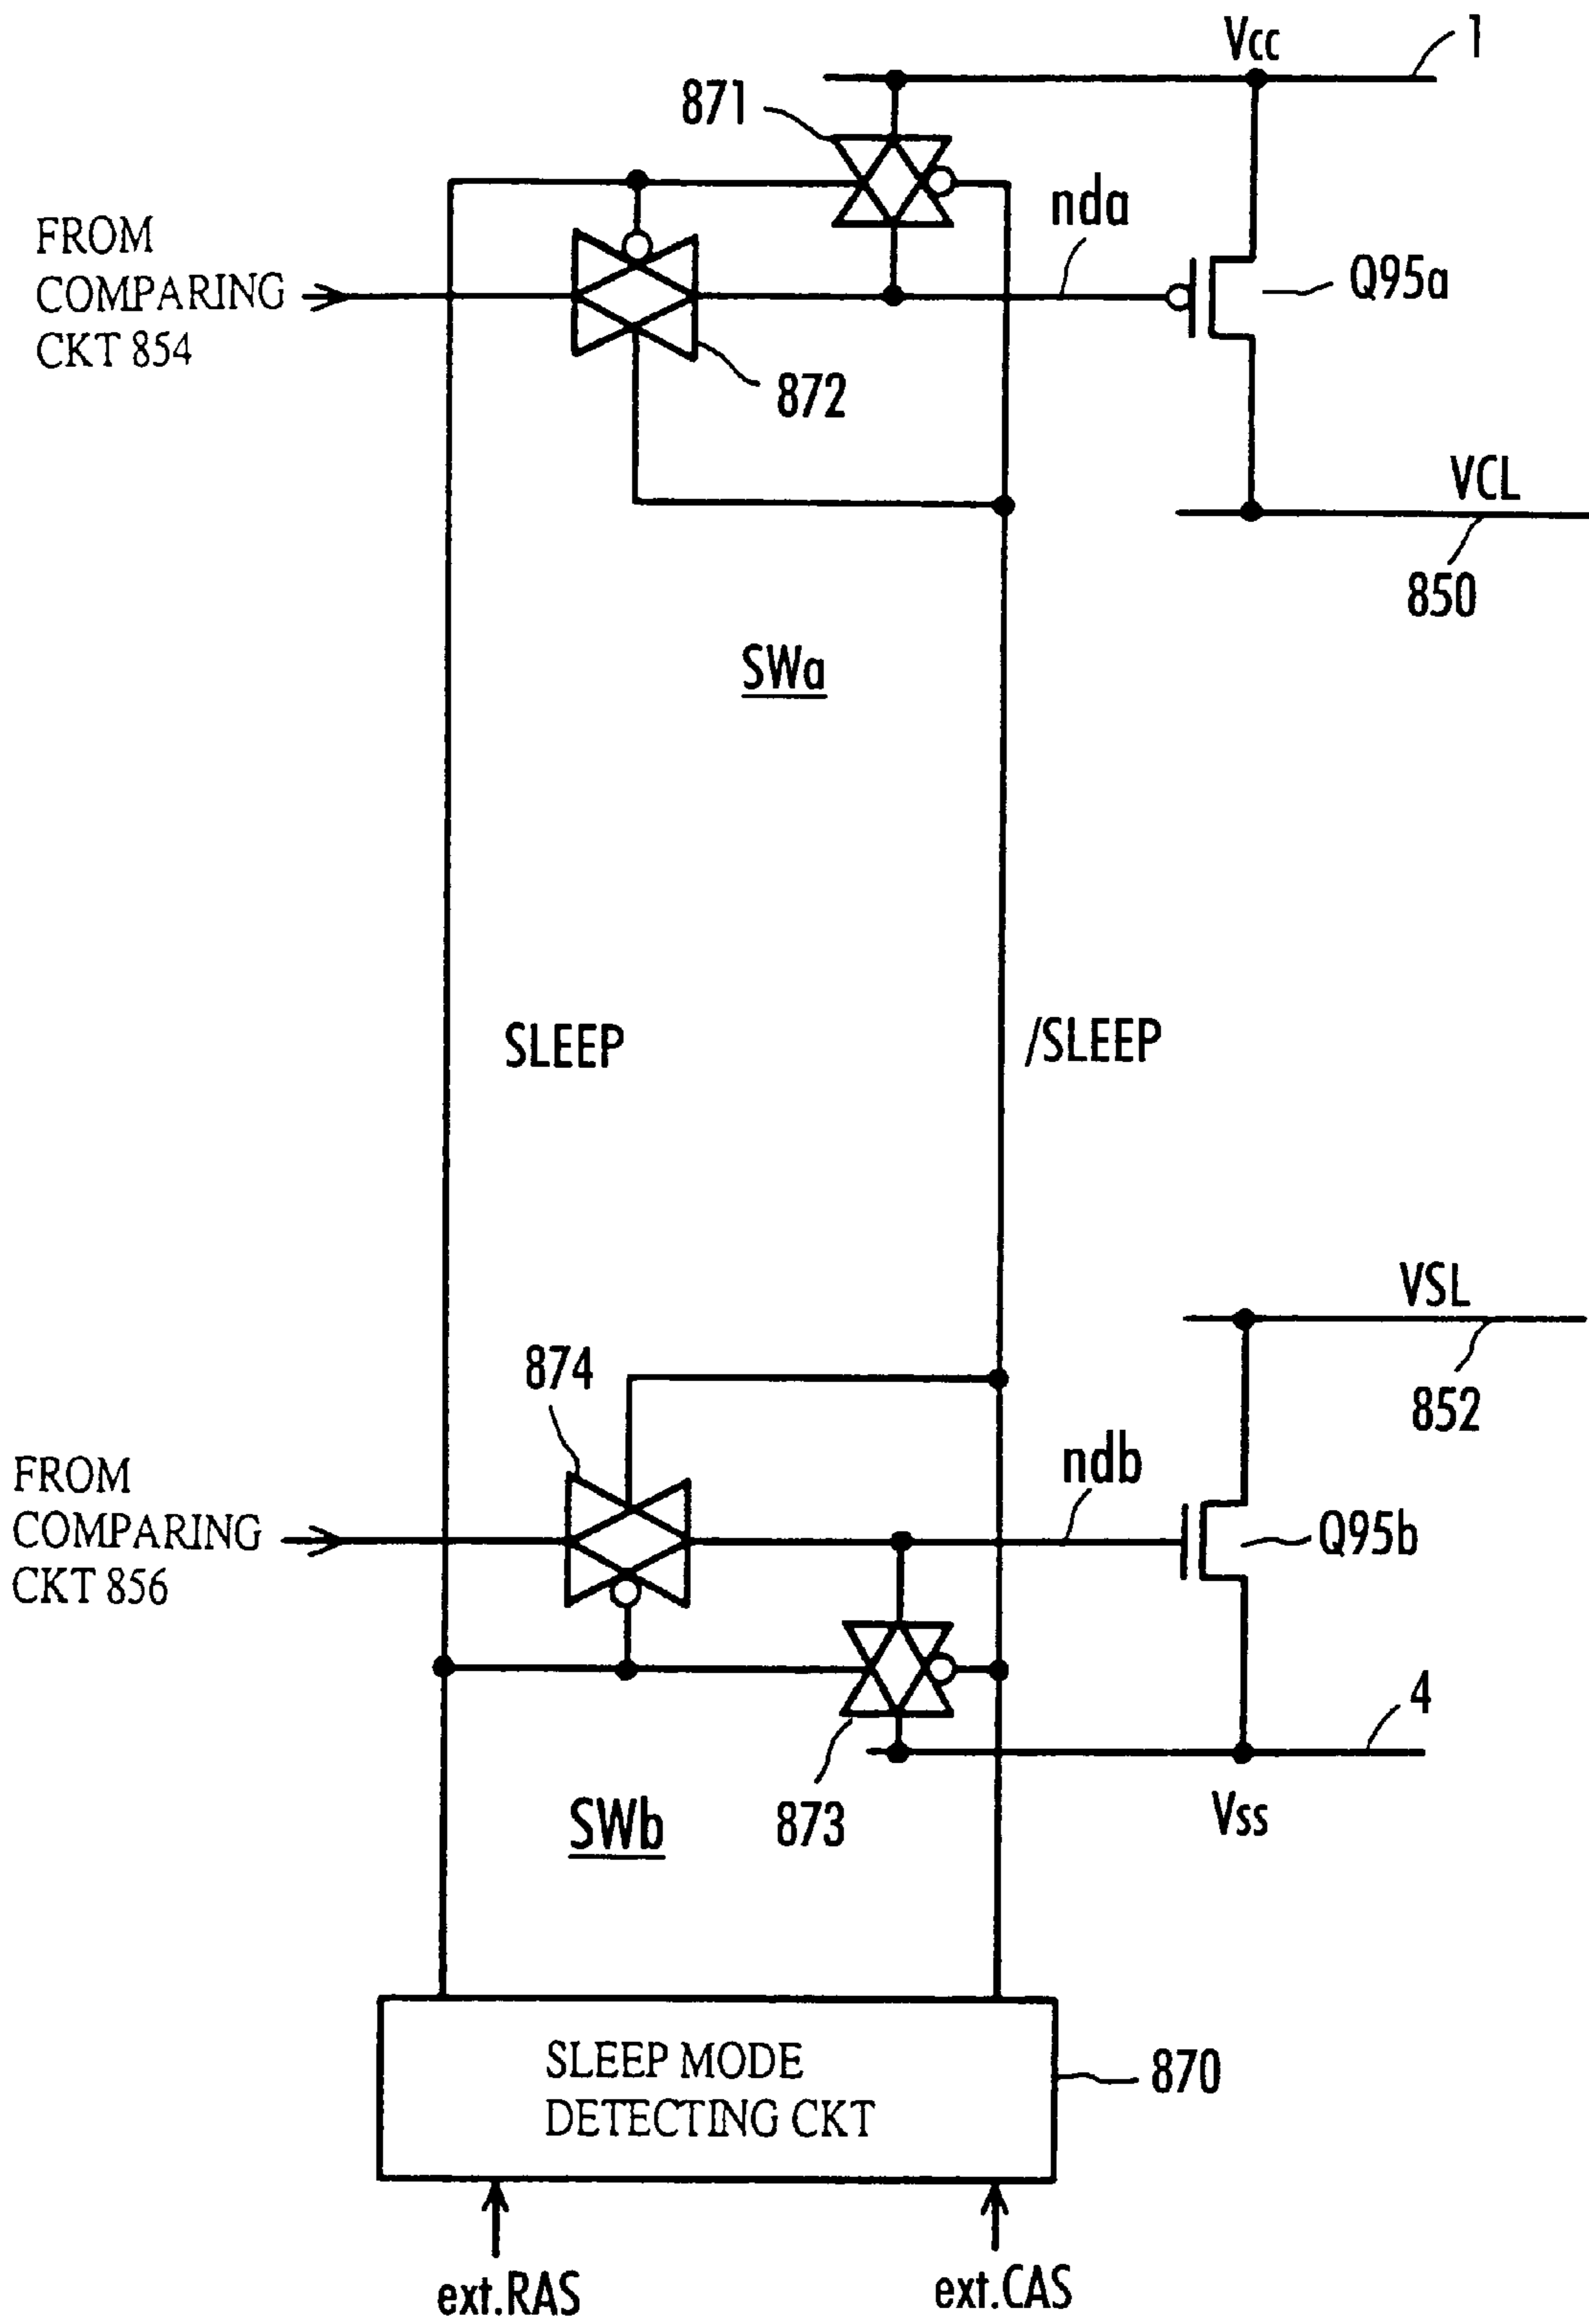 Vcc
1
871
nda
FROM
COMPARING
CKT 854
Q95a
872
VCL
850
SWa
SLEEP
/SLEEP
VSL
852
874
ndb
FROM
COMPARING
CKT 856
Q95b
4
873
Vss
SWb
SLEEP MODE
DETECTING CKT
870
ext.RAS
ext.CAS